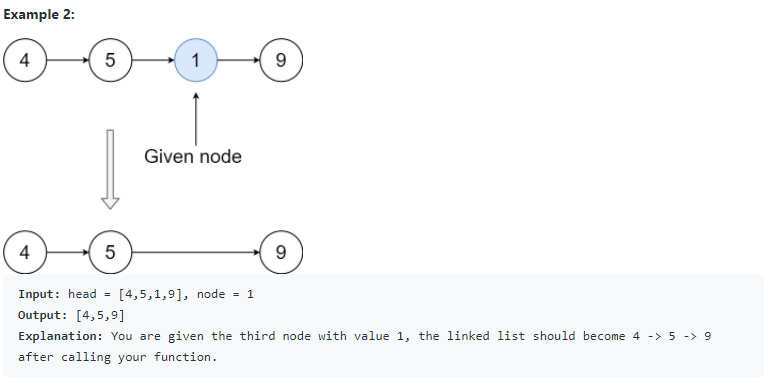 Example 2:
4 5 1 9
Given node
4 5 9
Input: head = [4,5,1,9], node = 1
Output: [4,5,9]
Explanation: You are given the third node with value 1, the linked list should become 4 -> 5 -> 9
after calling your function.